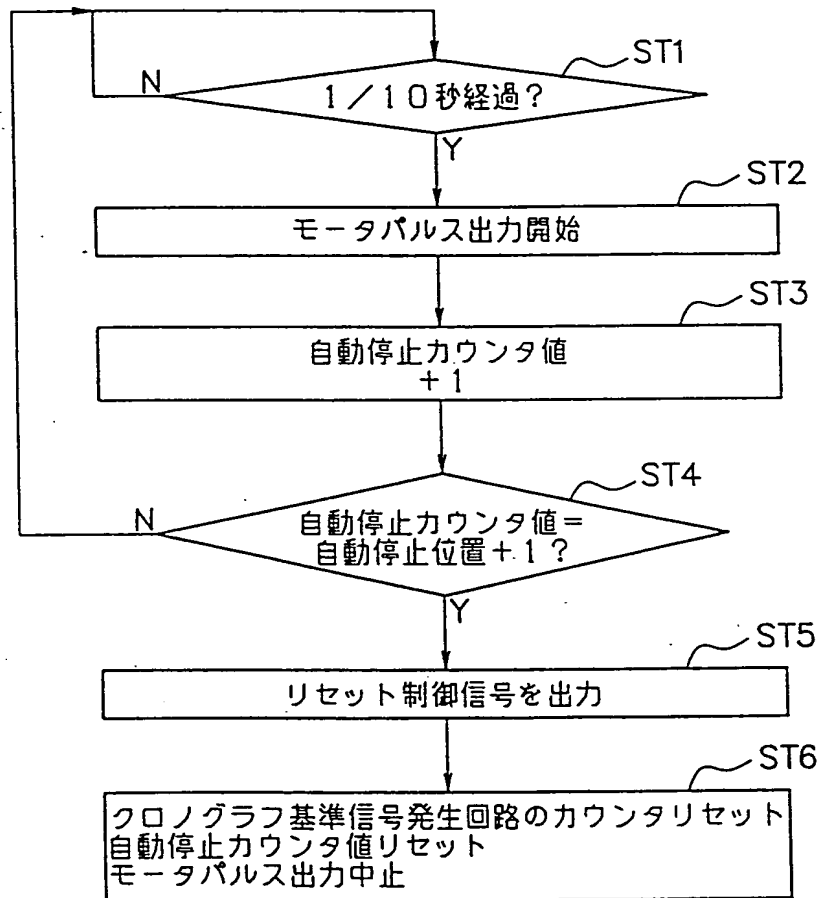 ST1
N
1／10秒経過？
Y
ST2
モータパルス出力開始
ST3
自動停止カウンタ値
＋1
ST4
N
自動停止カウンタ値＝
自動停止位置＋1？
Y
ST5
リセット制御信号を出力
ST6
クロノグラフ基準信号発生回路のカウンタリセット
自動停止カウンタ値リセット
モータパルス出力中止